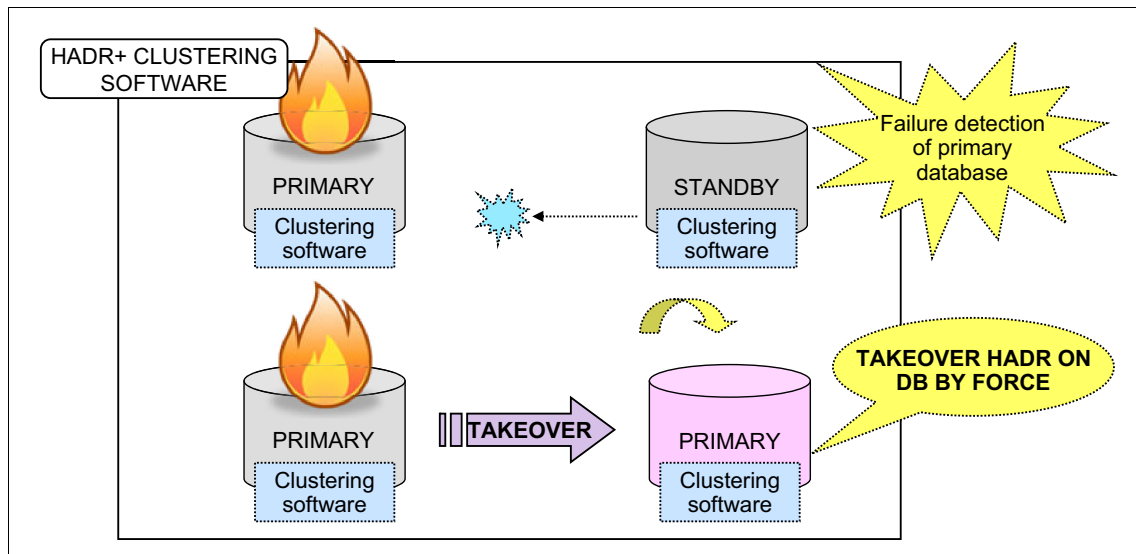 HADR+ CLUSTERING
SOFTWARE
PRIMARY
Clustering
software
STANDBY
Clustering
software
Failure detection
of primary
database
PRIMARY
Clustering
software
TAKEOVER
PRIMARY
Clustering
software
TAKEOVER HADR ON
DB BY FORCE